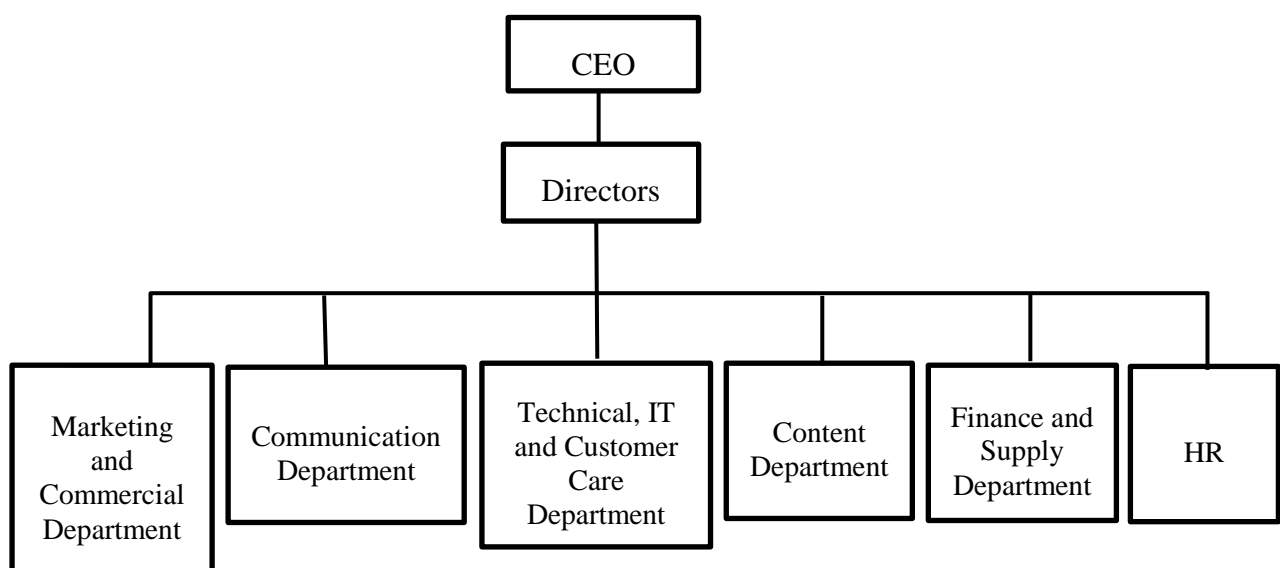 CEO
Directors
Marketing
and
Commercial
Department
Communication
Department
Technical, IT
and Customer
Care
Department
Content
Department
Finance and
Supply
Department
HR